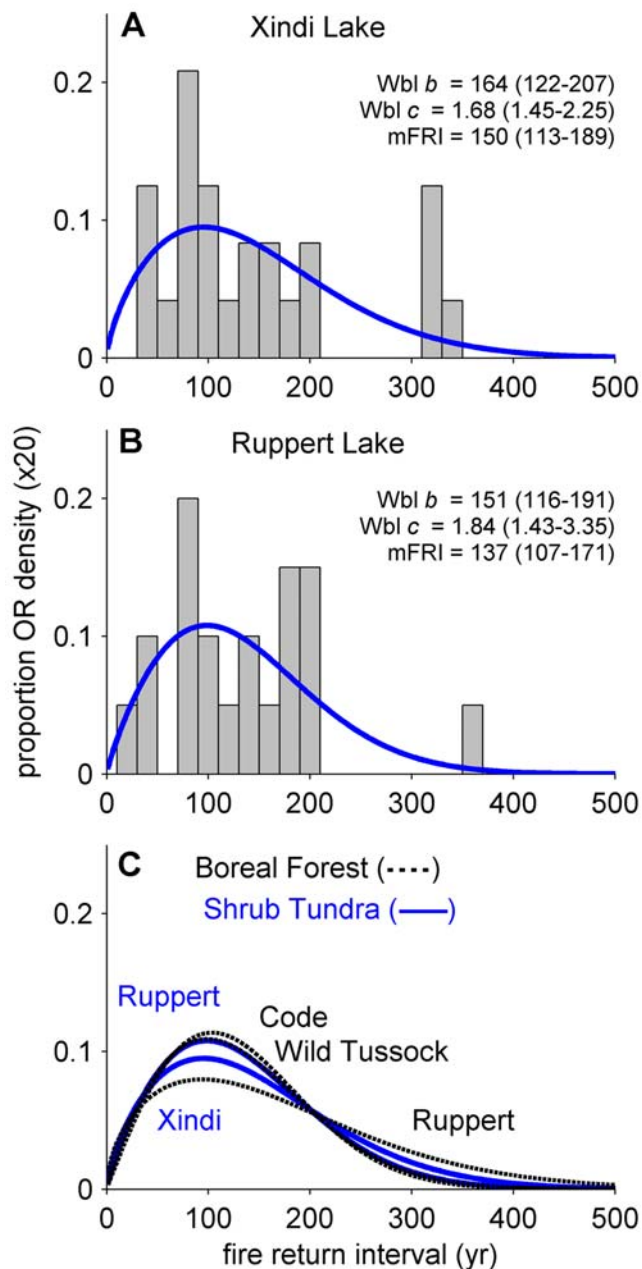 A
Xindi Lake
Wbl b = 164 (122-207)
Wbl c = 1.68 (1.45-2.25)
mFRI = 150 (113-189)
0.2
0.1
0
0 100 200 300 400 500
B
Ruppert Lake
Wbl b = 151 (116-191)
Wbl c = 1.84 (1.43-3.35)
mFRI = 137 (107-171)
0.2
0.1
0
0 100 200 300 400 500
proportion OR density (x20)
C
Boreal Forest ( )
Shrub Tundra ( )
0.2
0.1
0
Ruppert
Code
Wild Tussock
Xindi
Ruppert
0 100 200 300 400 500
fire return interval (yr)